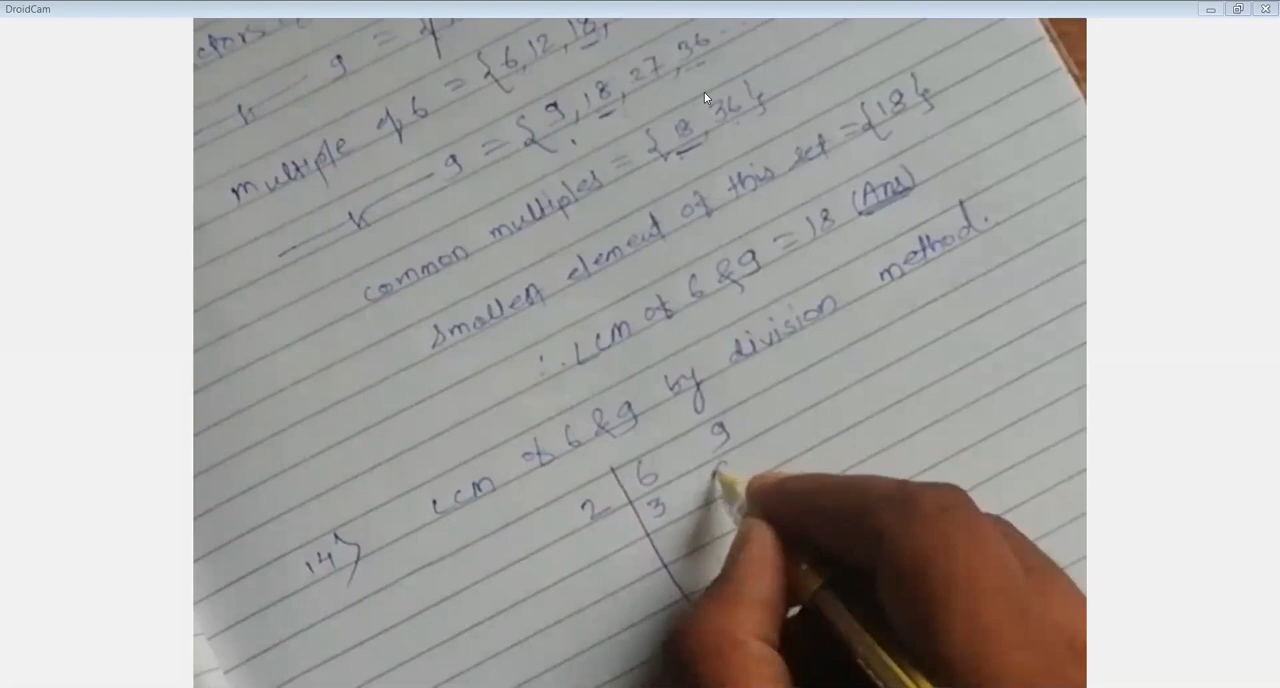 DroidCam
ctors
9 =
multiple of 6 = {6, 12, 18,
9 = {9, 18, 27, 36...
common multiples = {18, 36}
smallest element of this set = {18}
∴ LCM of 6 & 9 = 18 (Ans)
14) LCM of 6 & 9 by division method.
2 | 6 9
3